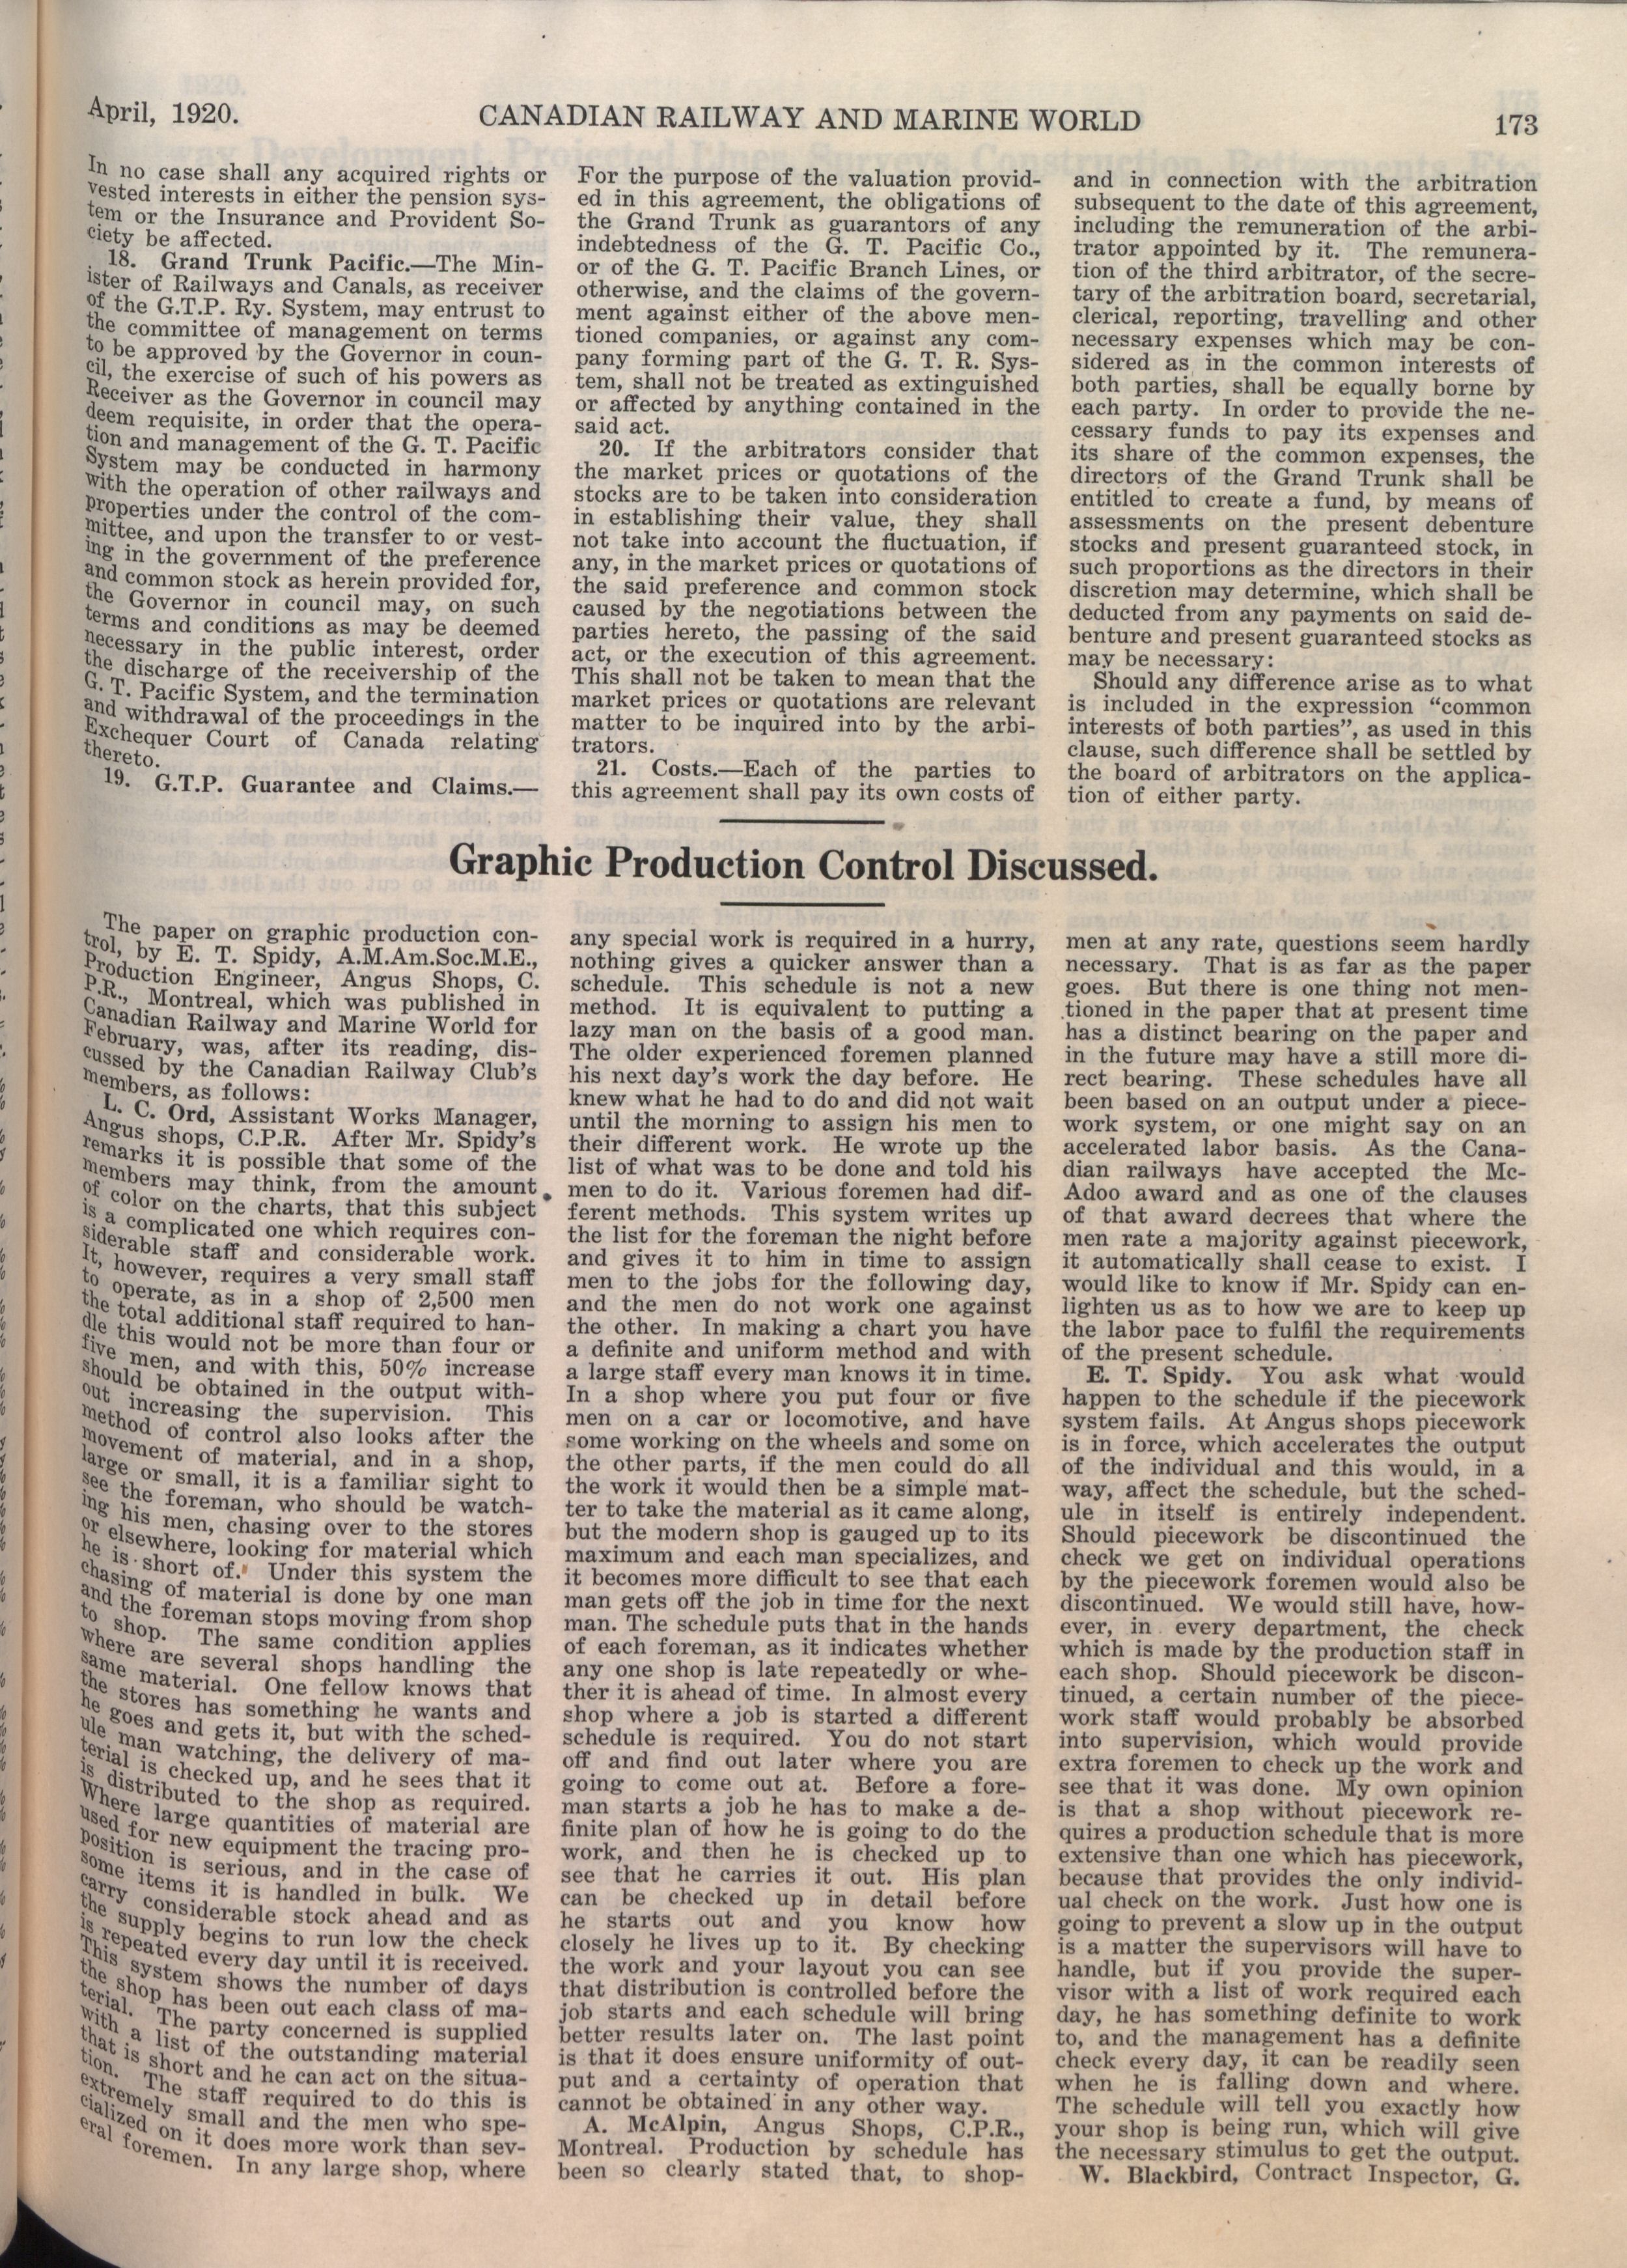 April, 1920.
CANADIAN RAILWAY AND MARINE WORLD
173
In no case shall any acquired rights or
vested interests in either the pension sys-
tem or the Insurance and Provident So-
ciety be affected.
18. Grand Trunk Pacific.—The Min-
ister of Railways and Canals, as receiver
of the G.T.P. Ry. System, may entrust to
the committee of management on terms
to be approved by the Governor in coun-
cil, the exercise of such of his powers as
Receiver as the Governor in council may
deem requisite, in order that the opera-
tion and management of the G. T. Pacific
System may be conducted in harmony
with the operation of other railways and
properties under the control of the com-
mittee, and upon the transfer to or vest-
ing in the government of the preference
and common stock as herein provided for,
the Governor in council may, on such
terms and conditions as may be deemed
necessary in the public interest, order
the discharge of the receivership of the
G. T. Pacific System, and the termination
and withdrawal of the proceedings in the
Exchequer Court of Canada relating
thereto.
19. G.T.P. Guarantee and Claims.—
For the purpose of the valuation provid-
ed in this agreement, the obligations of
the Grand Trunk as guarantors of any
indebtedness of the G. T. Pacific Co.,
or of the G. T. Pacific Branch Lines, or
otherwise, and the claims of the govern-
ment against either of the above men-
tioned companies, or against any com-
pany forming part of the G. T. R. Sys-
tem, shall not be treated as extinguished
or affected by anything contained in the
said act.
20. If the arbitrators consider that
the market prices or quotations of the
stocks are to be taken into consideration
in establishing their value, they shall
not take into account the fluctuation, if
any, in the market prices or quotations of
the said preference and common stock
caused by the negotiations between the
parties hereto, the passing of the said
act, or the execution of this agreement.
This shall not be taken to mean that the
market prices or quotations are relevant
matter to be inquired into by the arbi-
trators.
21. Costs.—Each of the parties to
this agreement shall pay its own costs of
and in connection with the arbitration
subsequent to the date of this agreement,
including the remuneration of the arbi-
trator appointed by it. The remunera-
tion of the third arbitrator, of the secre-
tary of the arbitration board, secretarial,
clerical, reporting, travelling and other
necessary expenses which may be con-
sidered as in the common interests of
both parties, shall be equally borne by
each party. In order to provide the ne-
cessary funds to pay its expenses and
its share of the common expenses, the
directors of the Grand Trunk shall be
entitled to create a fund, by means of
assessments on the present debenture
stocks and present guaranteed stock, in
such proportions as the directors in their
discretion may determine, which shall be
deducted from any payments on said de-
benture and present guaranteed stocks as
may be necessary:
Should any difference arise as to what
is included in the expression “common
interests of both parties”, as used in this
clause, such difference shall be settled by
the board of arbitrators on the applica-
tion of either party.
Graphic Production Control Discussed.
The paper on graphic production con-
trol, by E. T. Spidy, A.M.Am.Soc.M.E.,
Production Engineer, Angus Shops, C.
P.R., Montreal, which was published in
Canadian Railway and Marine World for
February, was, after its reading, dis-
cussed by the Canadian Railway Club's
members, as follows:
L. C. Ord, Assistant Works Manager,
Angus shops, C.P.R. After Mr. Spidy's
remarks it is possible that some of the
members may think, from the amount
of color on the charts, that this subject
is a complicated one which requires con-
siderable staff and considerable work.
It, however, requires a very small staff
to operate, as in a shop of 2,500 men
the total additional staff required to han-
dle this would not be more than four or
five men, and with this, 50% increase
should be obtained in the output with-
out increasing the supervision. This
method of control also looks after the
movement of material, and in a shop,
large or small, it is a familiar sight to
see the foreman, who should be watch-
ing his men, chasing over to the stores
or elsewhere, looking for material which
he is short of. Under this system the
chasing of material is done by one man
and the foreman stops moving from shop
to shop. The same condition applies
where are several shops handling the
same material. One fellow knows that
the stores has something he wants and
he goes and gets it, but with the sched-
ule man watching, the delivery of ma-
terial is checked up, and he sees that it
is distributed to the shop as required.
Where large quantities of material are
used for new equipment the tracing pro-
position is serious, and in the case of
some items it is handled in bulk. We
carry considerable stock ahead and as
the supply begins to run low the check
is repeated every day until it is received.
This system shows the number of days
the shop has been out each class of ma-
terial. The party concerned is supplied
with a list of the outstanding material
that is short and he can act on the situa-
tion. The staff required to do this is
extremely small and the men who spe-
cialized on it does more work than sev-
eral foremen. In any large shop, where
any special work is required in a hurry,
nothing gives a quicker answer than a
schedule. This schedule is not a new
method. It is equivalent to putting a
lazy man on the basis of a good man.
The older experienced foremen planned
his next day's work the day before. He
knew what he had to do and did not wait
until the morning to assign his men to
their different work. He wrote up the
list of what was to be done and told his
men to do it. Various foremen had dif-
ferent methods. This system writes up
the list for the foreman the night before
and gives it to him in time to assign
men to the jobs for the following day,
and the men do not work one against
the other. In making a chart you have
a definite and uniform method and with
a large staff every man knows it in time.
In a shop where you put four or five
men on a car or locomotive, and have
some working on the wheels and some on
the other parts, if the men could do all
the work it would then be a simple mat-
ter to take the material as it came along,
but the modern shop is gauged up to its
maximum and each man specializes, and
it becomes more difficult to see that each
man gets off the job in time for the next
man. The schedule puts that in the hands
of each foreman, as it indicates whether
any one shop is late repeatedly or whe-
ther it is ahead of time. In almost every
shop where a job is started a different
schedule is required. You do not start
off and find out later where you are
going to come out at. Before a fore-
man starts a job he has to make a de-
finite plan of how he is going to do the
work, and then he is checked up to
see that he carries it out. His plan
can be checked up in detail before
he starts out and you know how
closely he lives up to it. By checking
the work and your layout you can see
that distribution is controlled before the
job starts and each schedule will bring
better results later on. The last point
is that it does ensure uniformity of out-
put and a certainty of operation that
cannot be obtained in any other way.
A. McAlpin, Angus Shops, C.P.R.,
Montreal. Production by schedule has
been so clearly stated that, to shop-
men at any rate, questions seem hardly
necessary. That is as far as the paper
goes. But there is one thing not men-
tioned in the paper that at present time
has a distinct bearing on the paper and
in the future may have a still more di-
rect bearing. These schedules have all
been based on an output under a piece-
work system, or one might say on an
accelerated labor basis. As the Cana-
dian railways have accepted the Mc-
Adoo award and as one of the clauses
of that award decrees that where the
men rate a majority against piecework,
it automatically shall cease to exist. I
would like to know if Mr. Spidy can en-
lighten us as to how we are to keep up
the labor pace to fulfil the requirements
of the present schedule.
E. T. Spidy. You ask what would
happen to the schedule if the piecework
system fails. At Angus shops piecework
is in force, which accelerates the output
of the individual and this would, in a
way, affect the schedule, but the sched-
ule in itself is entirely independent.
Should piecework be discontinued the
check we get on individual operations
by the piecework foremen would also be
discontinued. We would still have, how-
ever, in every department, the check
which is made by the production staff in
each shop. Should piecework be discon-
tinued, a certain number of the piece-
work staff would probably be absorbed
into supervision, which would provide
extra foremen to check up the work and
see that it was done. My own opinion
is that a shop without piecework re-
quires a production schedule that is more
extensive than one which has piecework,
because that provides the only individ-
ual check on the work. Just how one is
going to prevent a slow up in the output
is a matter the supervisors will have to
handle, but if you provide the super-
visor with a list of work required each
day, he has something definite to work
to, and the management has a definite
check every day, it can be readily seen
when he is falling down and where.
The schedule will tell you exactly how
your shop is being run, which will give
the necessary stimulus to get the output.
W. Blackbird, Contract Inspector, G.